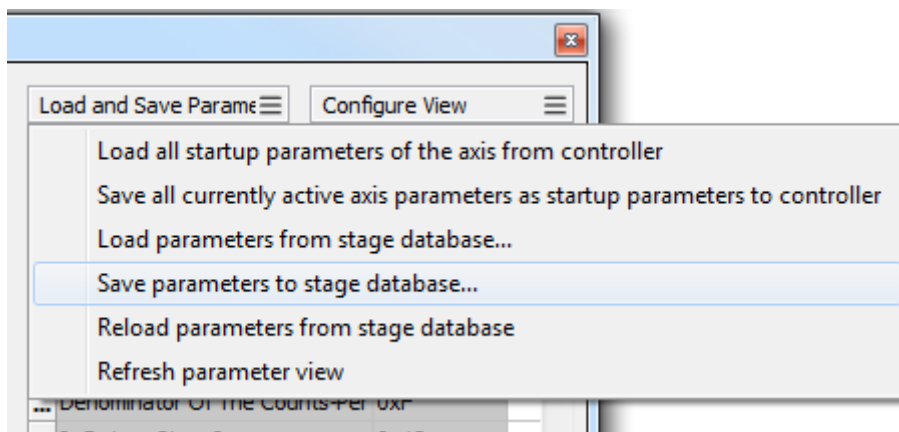 Load and Save Parame
Configure View
Load all startup parameters of the axis from controller
Save all currently active axis parameters as startup parameters to controller
Load parameters from stage database...
Save parameters to stage database...
Reload parameters from stage database
Refresh parameter view
... Denominator Of The Counts-Per 0xF